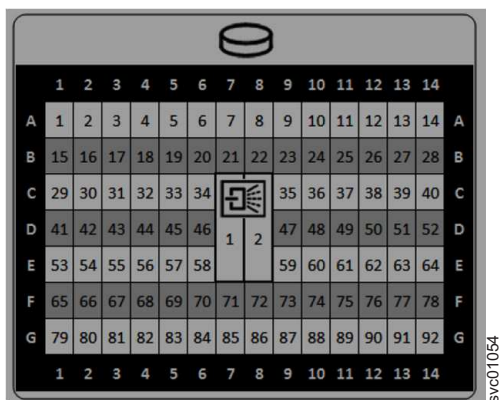 1 2 3 4 5 6 7 8 9 10 11 12 13 14
A 1 2 3 4 5 6 7 8 9 10 11 12 13 14 A
B 15 16 17 18 19 20 21 22 23 24 25 26 27 28 B
C 29 30 31 32 33 34 35 36 37 38 39 40 C
D 41 42 43 44 45 46 1 2 47 48 49 50 51 52 D
E 53 54 55 56 57 58 59 60 61 62 63 64 E
F 65 66 67 68 69 70 71 72 73 74 75 76 77 78 F
G 79 80 81 82 83 84 85 86 87 88 89 90 91 92 G
1 2 3 4 5 6 7 8 9 10 11 12 13 14
svc01054